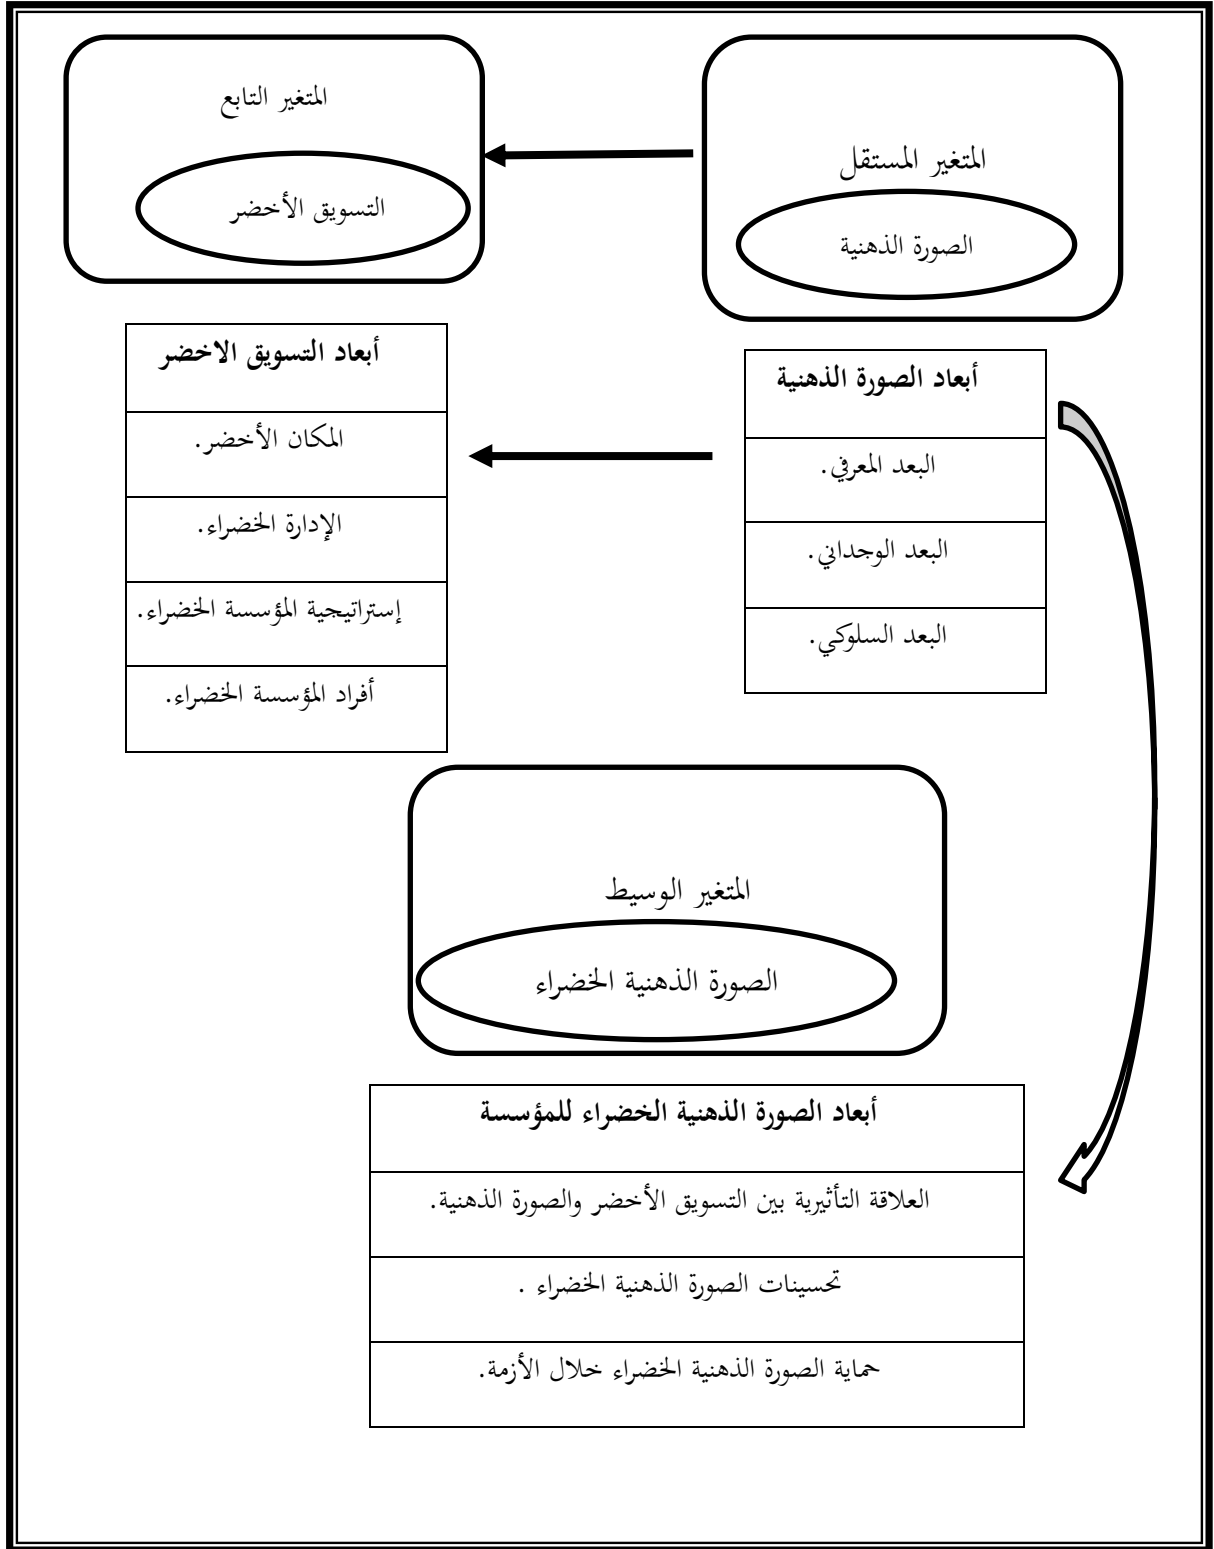 المتغير المستقل
الصورة الذهنية
المتغير التابع
التسويق الأخضر
أبعاد الصورة الذهنية
البعد المعرفي.
البعد الوجداني.
البعد السلوكي.
أبعاد التسويق الاخضر
المكان الأخضر.
الإدارة الخضراء.
إستراتيجية المؤسسة الخضراء.
أفراد المؤسسة الخضراء.
المتغير الوسيط
الصورة الذهنية الخضراء
أبعاد الصورة الذهنية الخضراء للمؤسسة
العلاقة التأثيرية بين التسويق الأخضر والصورة الذهنية.
تحسينات الصورة الذهنية الخضراء .
حماية الصورة الذهنية الخضراء خلال الأزمة.